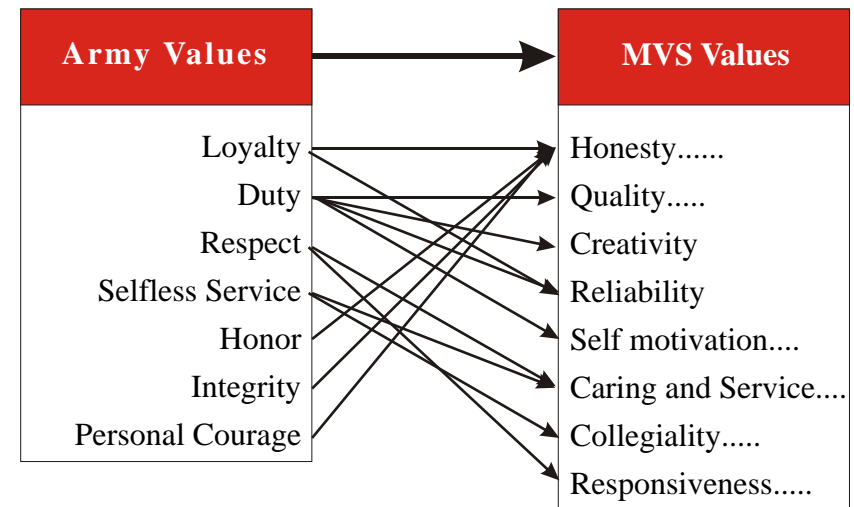 Army Values
MVS Values
Loyalty
Duty
Respect
Selfless Service
Honor
Integrity
Personal Courage
Honesty......
Quality.....
Creativity
Reliability
Self motivation....
Caring and Service....
Collegiality.....
Responsiveness.....